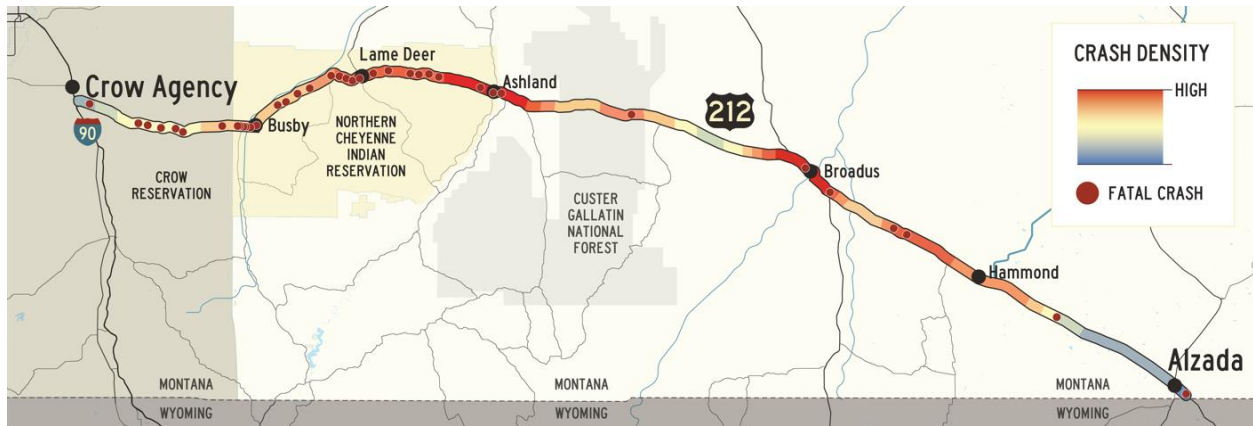 CRASH DENSITY
HIGH
FATAL CRASH
Crow Agency
90
Lame Deer
Ashland
Busby
212
NORTHERN
CHEYENNE
INDIAN
RESERVATION
CROW
RESERVATION
CUSTER
GALLATIN
NATIONAL
FOREST
Broadus
Hammond
Alzada
MONTANA
WYOMING
MONTANA
WYOMING
MONTANA
WYOMING